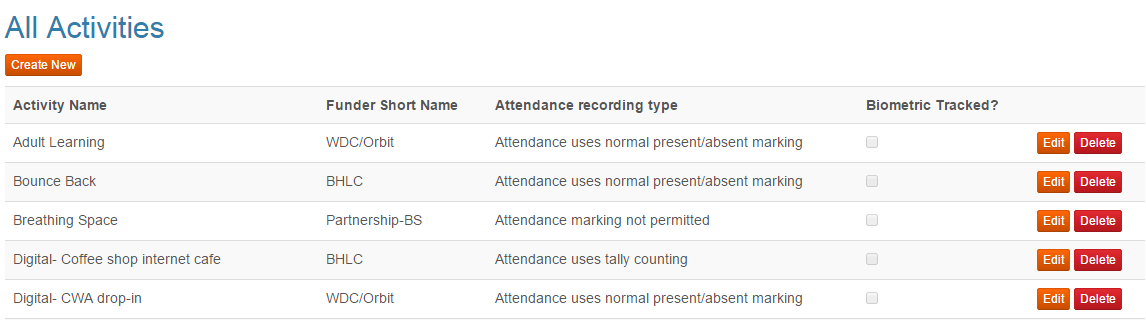 All Activities
Create New
Activity Name Funder Short Name Attendance recording type Biometric Tracked?
Adult Learning WDC/Orbit Attendance uses normal present/absent marking Edit Delete
Bounce Back BHLC Attendance uses normal present/absent marking Edit Delete
Breathing Space Partnership-BS Attendance marking not permitted Edit Delete
Digital- Coffee shop internet cafe BHLC Attendance uses tally counting Edit Delete
Digital- CWA drop-in WDC/Orbit Attendance uses normal present/absent marking Edit Delete